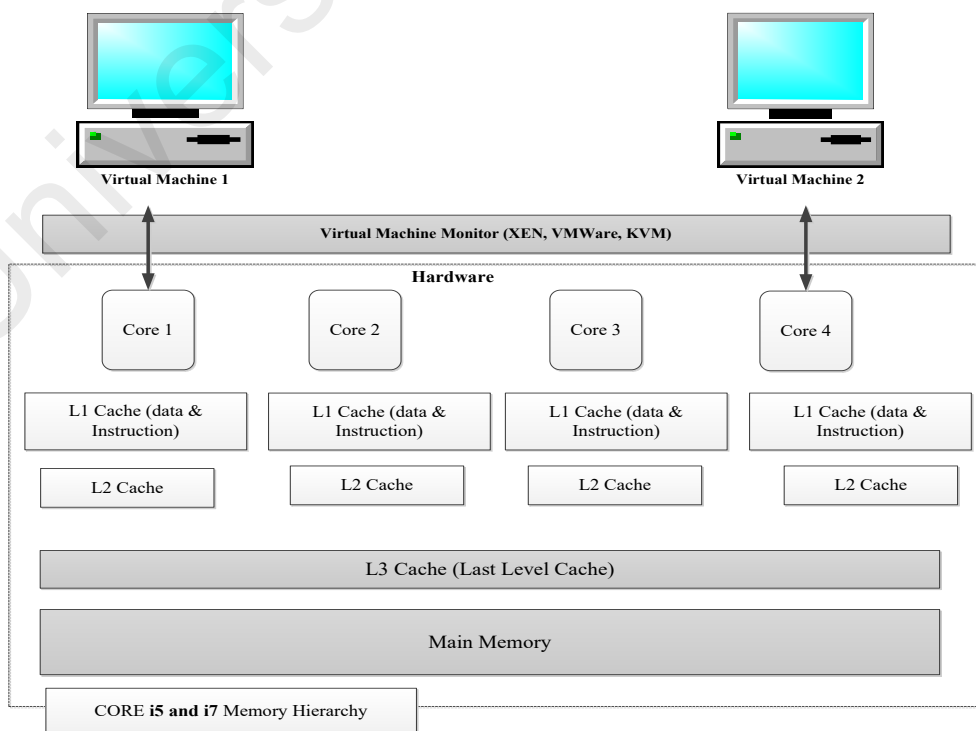 Virtual Machine 1
Virtual Machine 2
Virtual Machine Monitor (XEN, VMWare, KVM)
Hardware
Core 1
Core 2
Core 3
Core 4
L1 Cache (data &
Instruction)
L1 Cache (data &
Instruction)
L1 Cache (data &
Instruction)
L1 Cache (data &
Instruction)
L2 Cache
L2 Cache
L2 Cache
L2 Cache
L3 Cache (Last Level Cache)
Main Memory
CORE i5 and i7 Memory Hierarchy